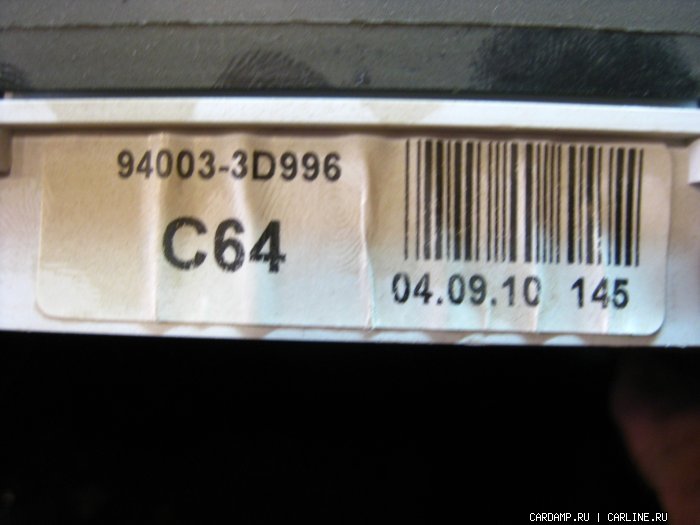 94003-3D996
C64
04.09.10 145
CARDAMP.RU | CARLINE.RU